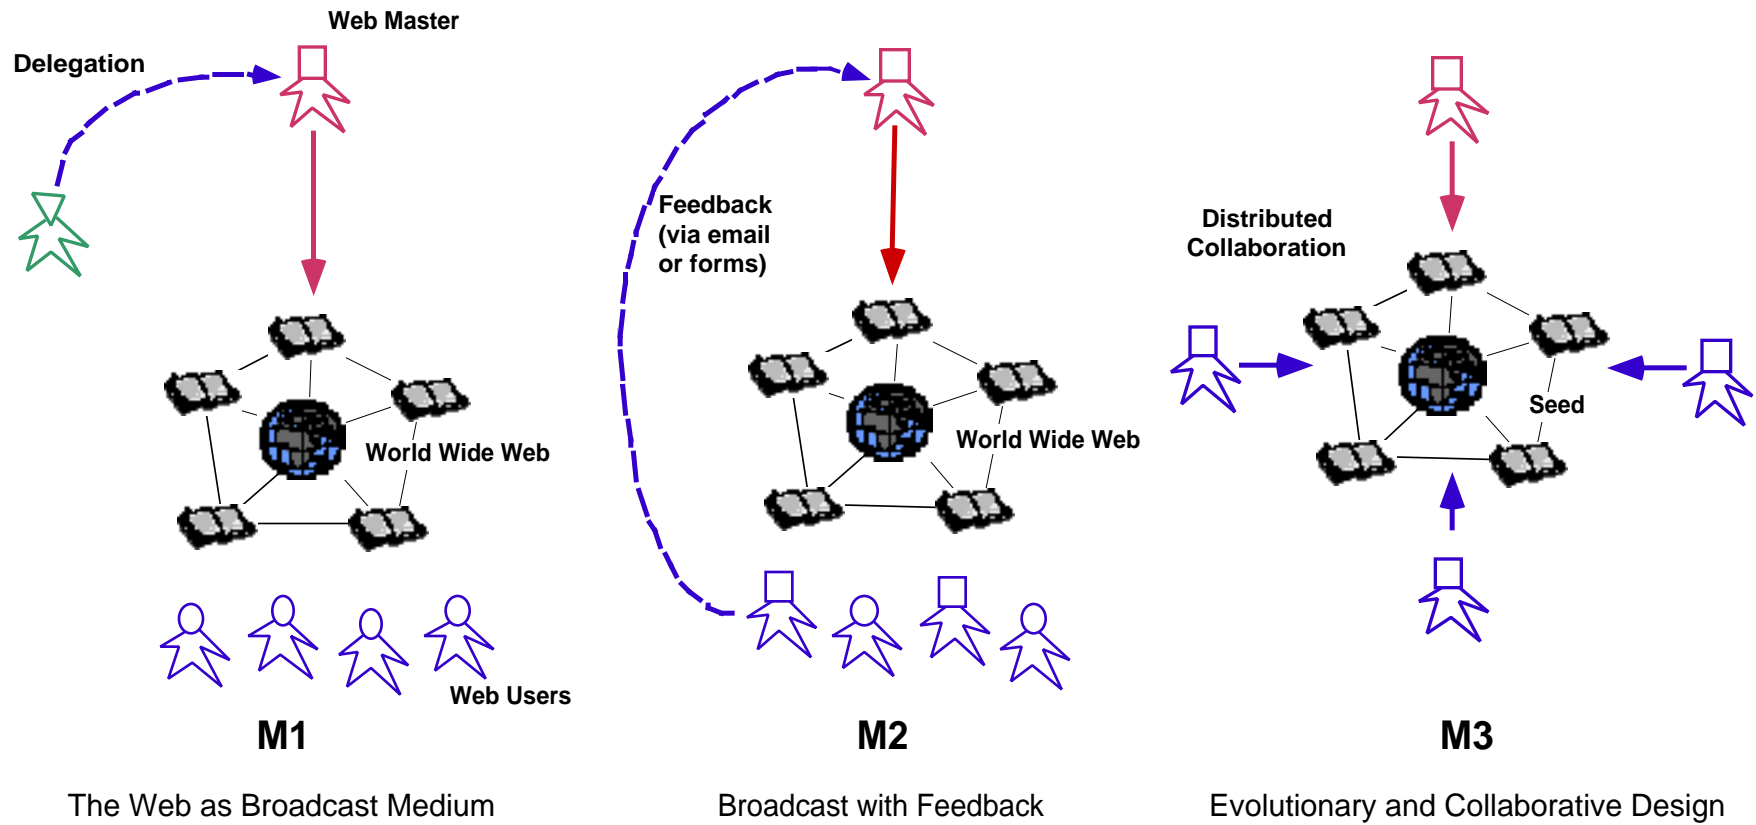 Web Master
Delegation
World Wide Web
Web Users
M1
The Web as Broadcast Medium
Feedback
(via email
or forms)
World Wide Web
M2
Broadcast with Feedback
Distributed
Collaboration
Seed
M3
Evolutionary and Collaborative Design